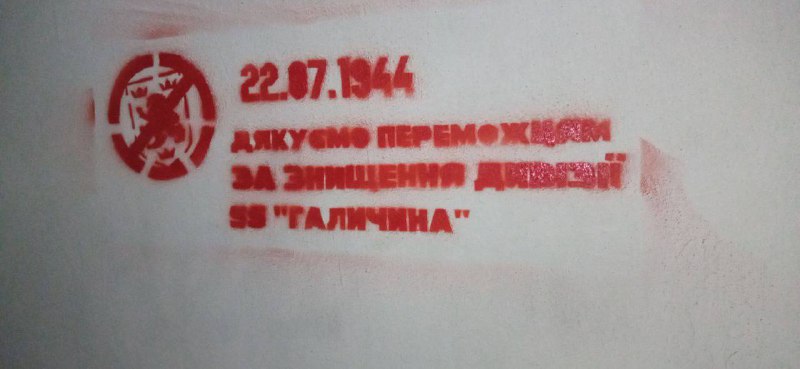 22.07.1944
ДЯКУЄМО ПЕРЕМОЖЦЯМ
ЗА ЗНИЩЕННЯ ДИВІЗІЇ
SS "ГАЛИЧИНА"